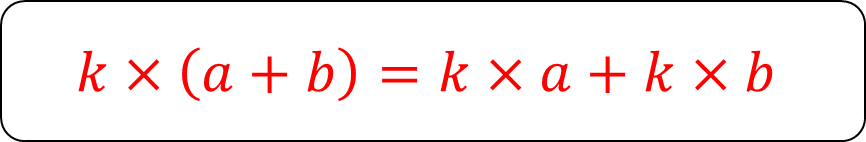 k × (a + b) = k × a + k × b